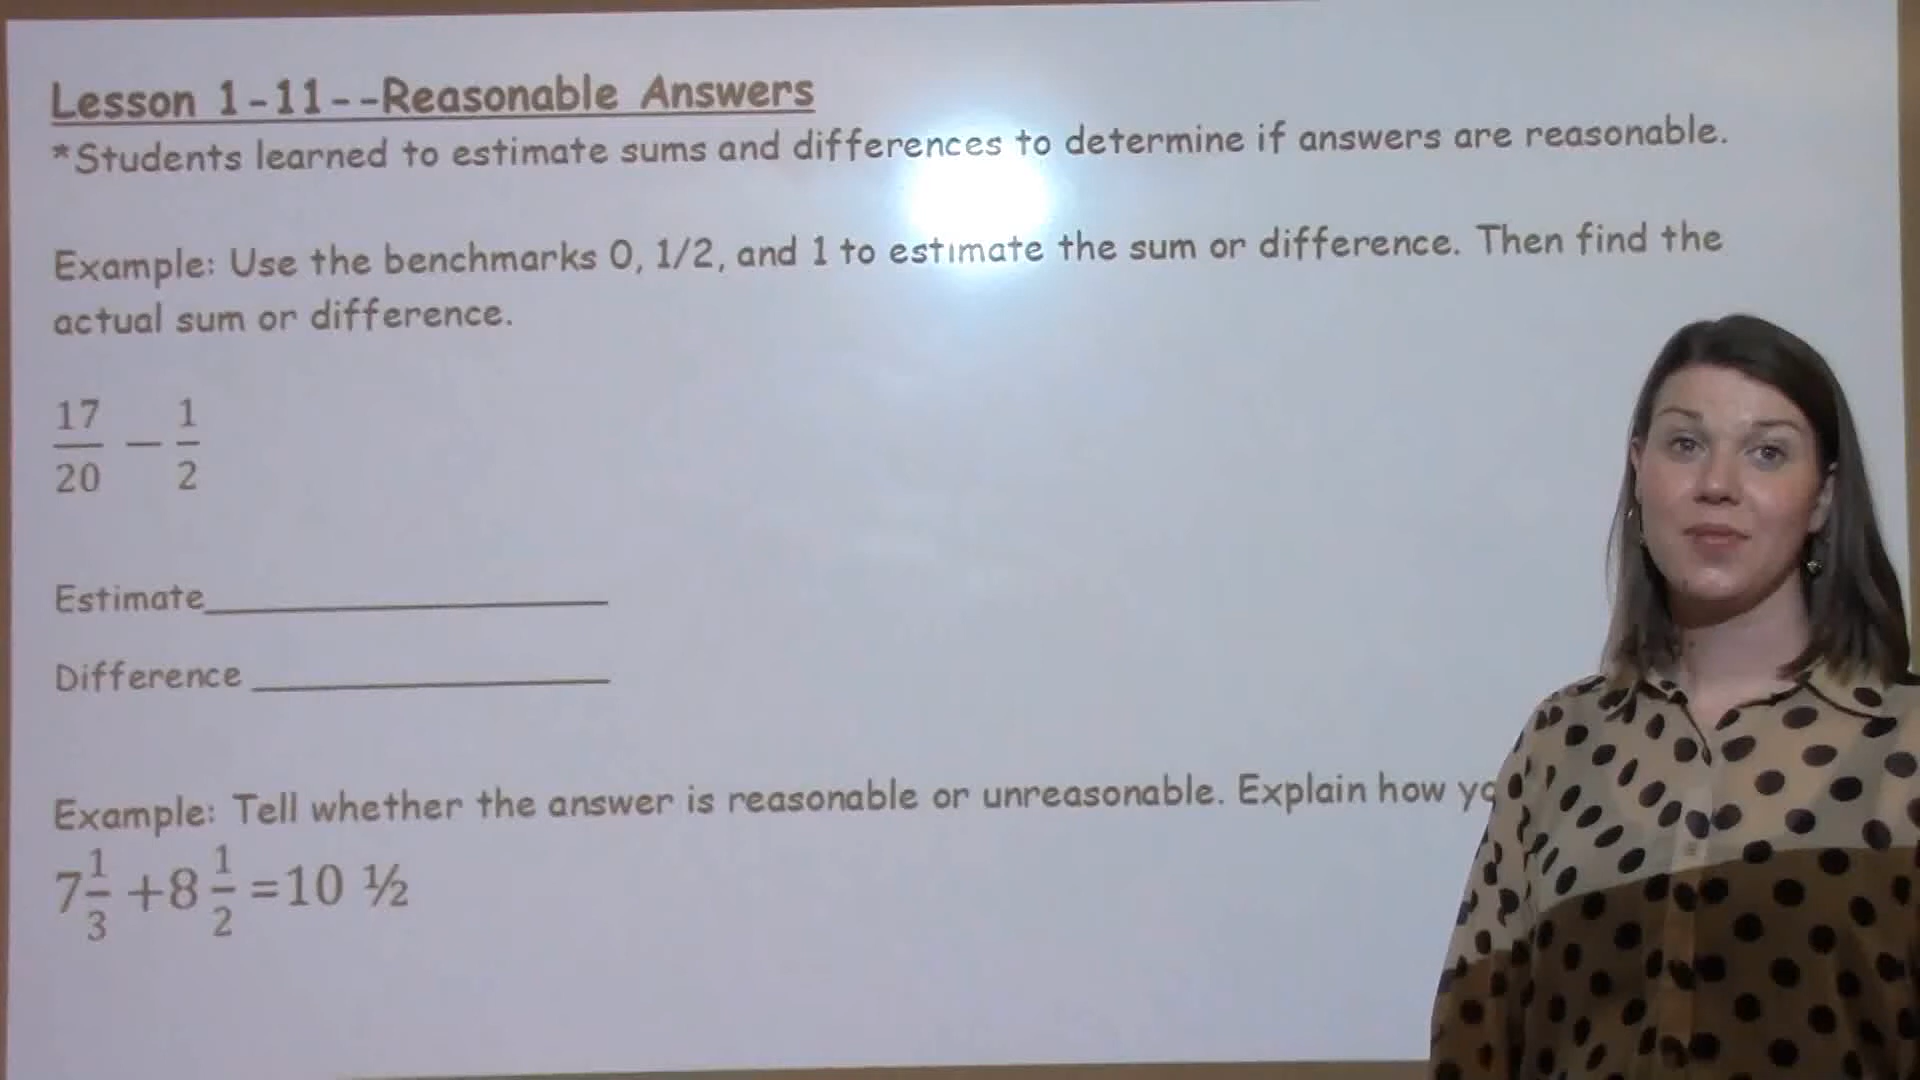 Lesson 1-11--Reasonable Answers
*Students learned to estimate sums and differences to determine if answers are reasonable.
Example: Use the benchmarks 0, 1/2, and 1 to estimate the sum or difference. Then find the
actual sum or difference.
17/20 − 1/2
Estimate____________________
Difference __________________
Example: Tell whether the answer is reasonable or unreasonable. Explain how
7 1/3 +8 1/2 =10 ½